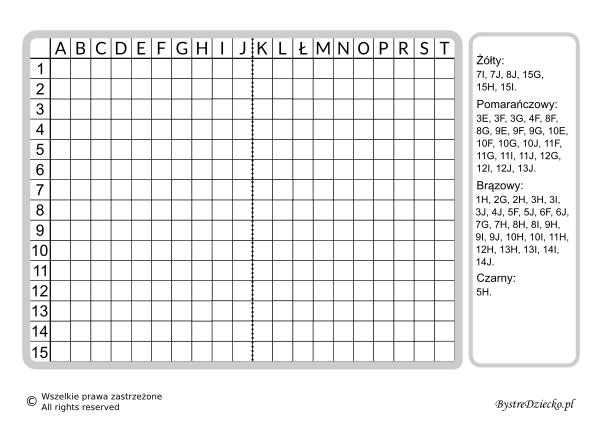 A B C D E F G H I J K L Ł M N O P R S T
1
2
3
4
5
6
7
8
9
10
11
12
13
14
15
Żółty:
7I, 7J, 8J, 15G,
15H, 15I.
Pomarańczowy:
3E, 3F, 3G, 4F, 8F,
8G, 9E, 9F, 9G, 10E,
10F, 10G, 10J, 11F,
11G, 11I, 11J, 12G,
12I, 12J, 13J.
Brązowy:
1H, 2G, 2H, 3H, 3I,
3J, 4J, 5F, 5J, 6F, 6J,
7G, 7H, 8H, 8I, 9H,
9I, 9J, 10H, 10I, 11H,
12H, 13H, 13I, 14I,
14J.
Czarny:
5H.
© Wszelkie prawa zastrzeżone
All rights reserved
BystreDziecko.pl